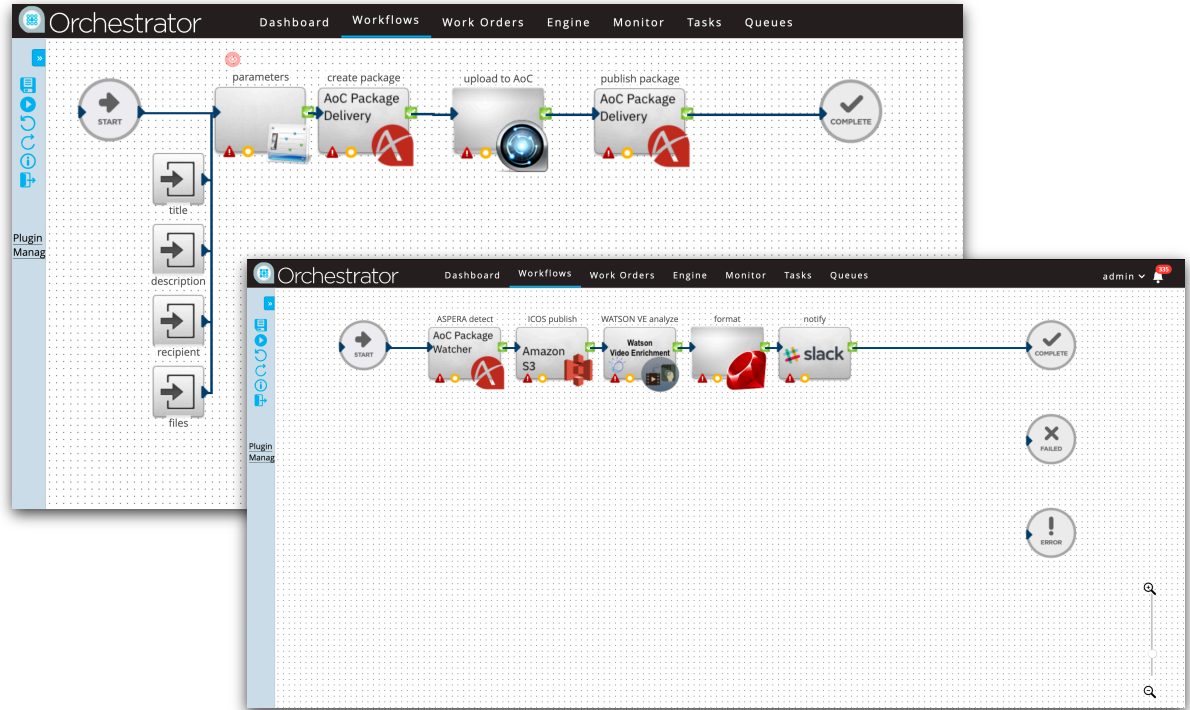 Orchestrator
Dashboard Workflows Work Orders Engine Monitor Tasks Queues
»
parameters
create package
upload to AoC
publish package
START
AoC Package
Delivery
AoC Package
Delivery
COMPLETE
title
description
recipient
files
Plugin
Manag
Orchestrator
Dashboard Workflows Work Orders Engine Monitor Tasks Queues
admin
335
»
ASPERA detect
ICOS publish
WATSON VE analyze
format
notify
START
AoC Package
Watcher
Amazon
S3
Watson
Video Enrichment
slack
COMPLETE
FAILED
ERROR
Plugin
Manag